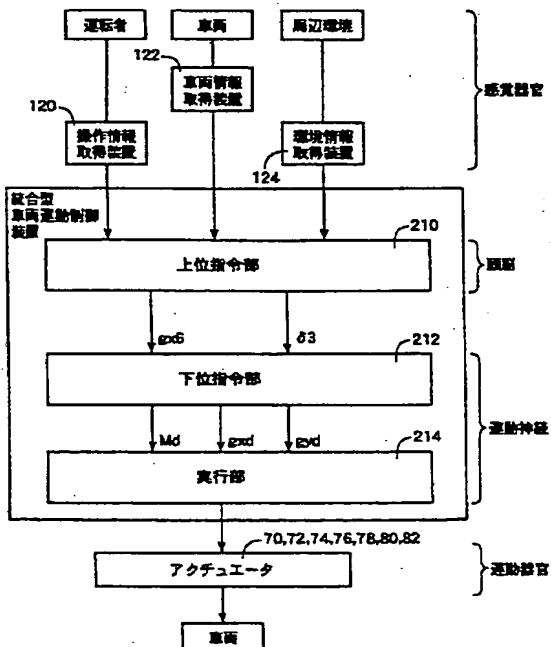 運転者
車両
周辺環境
122
車両情報
取得装置
120
操作情報
取得装置
環境情報
取得装置
124
感覚器官
統合型
車両運動制御
装置
210
上位指令部
頭脳
gx6
δ3
212
下位指令部
Md
gxd
gyd
運動神経
214
実行部
70,72,74,76,78,80,82
アクチュエータ
運動器官
車両